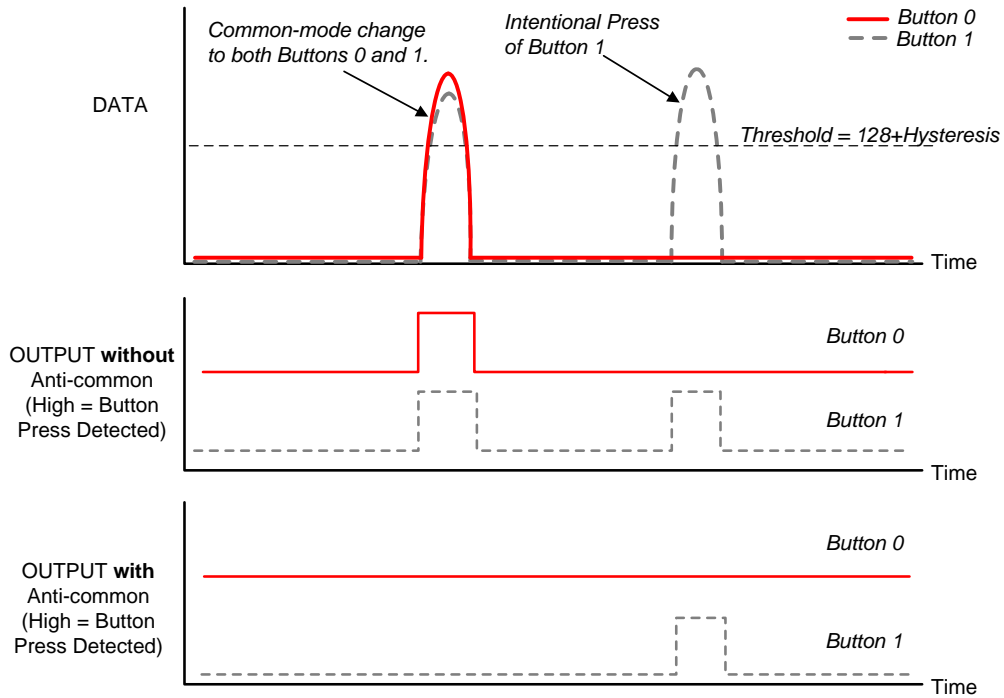 Common-mode change
to both Buttons 0 and 1.
Intentional Press
of Button 1
Button 0
Button 1
DATA
Threshold = 128+Hysteresis
Time
OUTPUT without
Anti-common
(High = Button
Press Detected)
Button 0
Button 1
Time
OUTPUT with
Anti-common
(High = Button
Press Detected)
Button 0
Button 1
Time